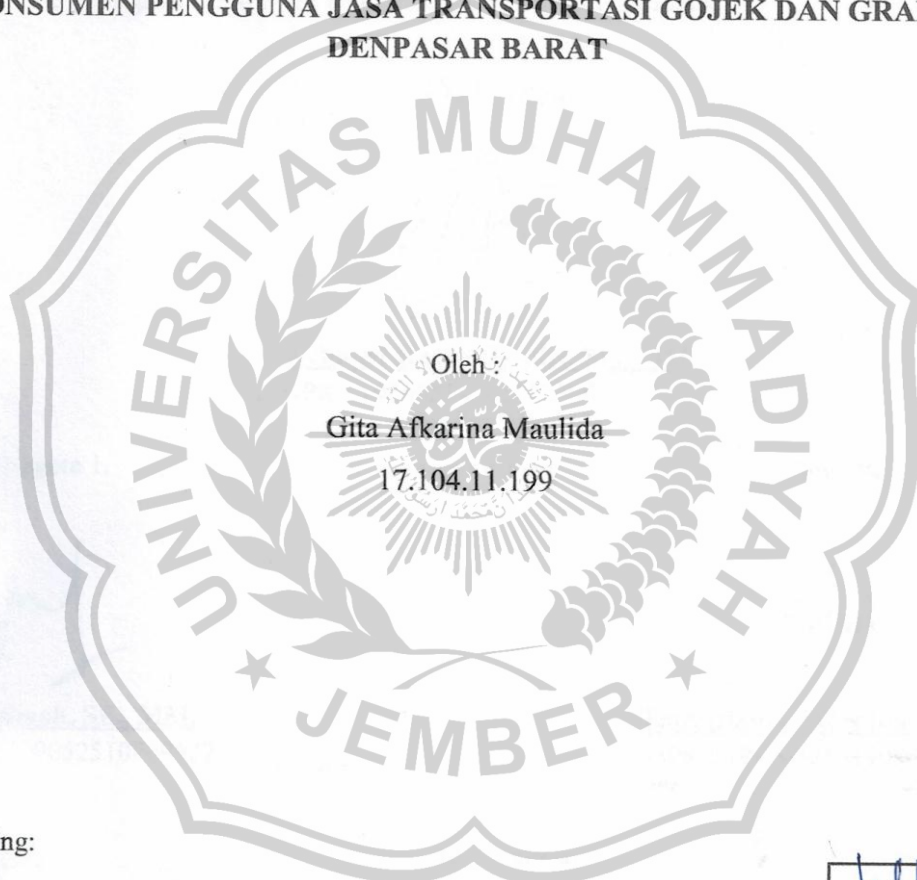 ONSUMEN PENGGUNA JASA TRANSPORTASI GOJEK DAN GRA
DENPASAR BARAT
UNIVERSITAS MUHAMMADIYAH
JEMBER
Oleh :
Gita Afkarina Maulida
17.104.11.199
ng: